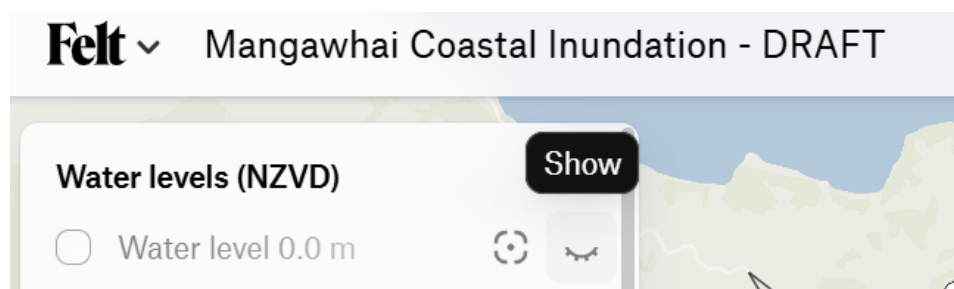 Felt Mangawhai Coastal Inundation - DRAFT
Water levels (NZVD)
Show
Water level 0.0 m